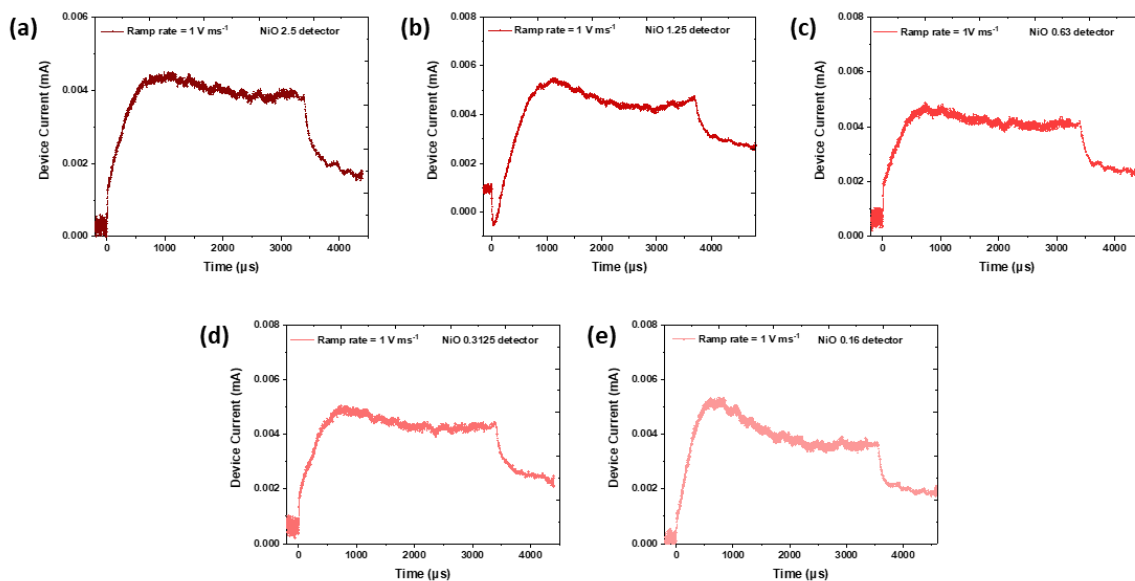 (a)
Ramp rate = 1 V ms⁻¹ NiO 2.5 detector
Device Current (mA)
0.006
0.004
0.002
0.000
0 1000 2000 3000 4000
Time (µs)
(b)
Ramp rate = 1 V ms⁻¹ NiO 1.25 detector
Device Current (mA)
0.008
0.006
0.004
0.002
0.000
0 1000 2000 3000 4000
Time (µs)
(c)
Ramp rate = 1V ms⁻¹ NiO 0.63 detector
Device Current (mA)
0.008
0.006
0.004
0.002
0.000
0 1000 2000 3000 4000
Time (µs)
(d)
Ramp rate = 1 V ms⁻¹ NiO 0.3125 detector
Device Current (mA)
0.008
0.006
0.004
0.002
0.000
0 1000 2000 3000 4000
Time (µs)
(e)
Ramp rate = 1 V ms⁻¹ NiO 0.16 detector
Device Current (mA)
0.008
0.006
0.004
0.002
0.000
0 1000 2000 3000 4000
Time (µs)